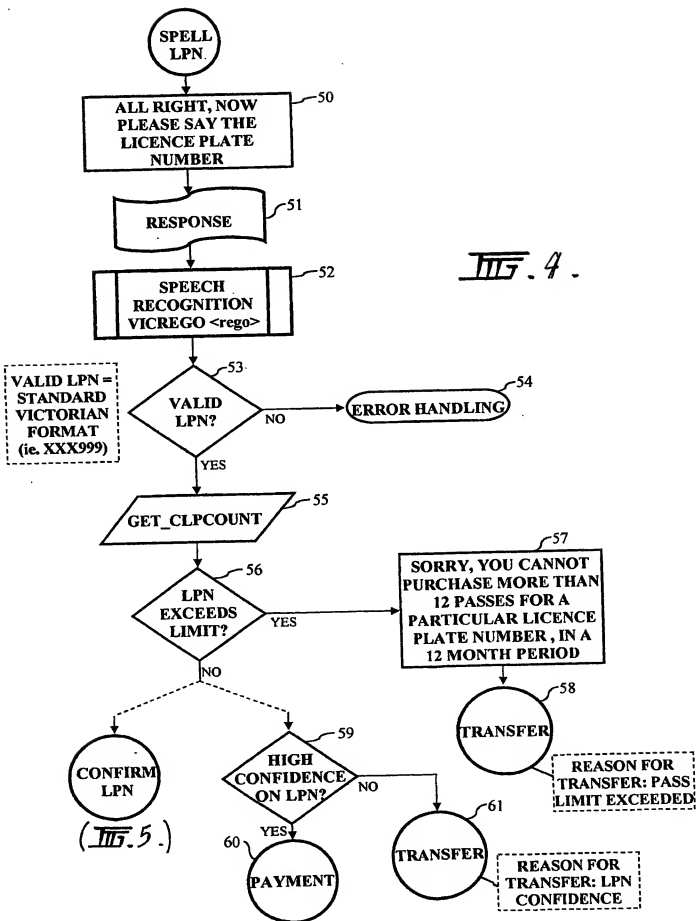 SPELL
LPN
ALL RIGHT, NOW
PLEASE SAY THE
LICENCE PLATE
NUMBER
50
RESPONSE
51
FIG. 4.
SPEECH
RECOGNITION
VICREGO <rego>
52
VALID LPN =
STANDARD
VICTORIAN
FORMAT
(ie. XXX999)
53
VALID
LPN?
NO
54
ERROR HANDLING
YES
GET_CLPCOUNT
55
56
LPN
EXCEEDS
LIMIT?
YES
57
SORRY, YOU CANNOT
PURCHASE MORE THAN
12 PASSES FOR A
PARTICULAR LICENCE
PLATE NUMBER, IN A
12 MONTH PERIOD
NO
58
TRANSFER
REASON FOR
TRANSFER: PASS
LIMIT EXCEEDED
CONFIRM
LPN
(FIG. 5.)
59
HIGH
CONFIDENCE
ON LPN?
NO
YES
60
PAYMENT
61
TRANSFER
REASON FOR
TRANSFER: LPN
CONFIDENCE